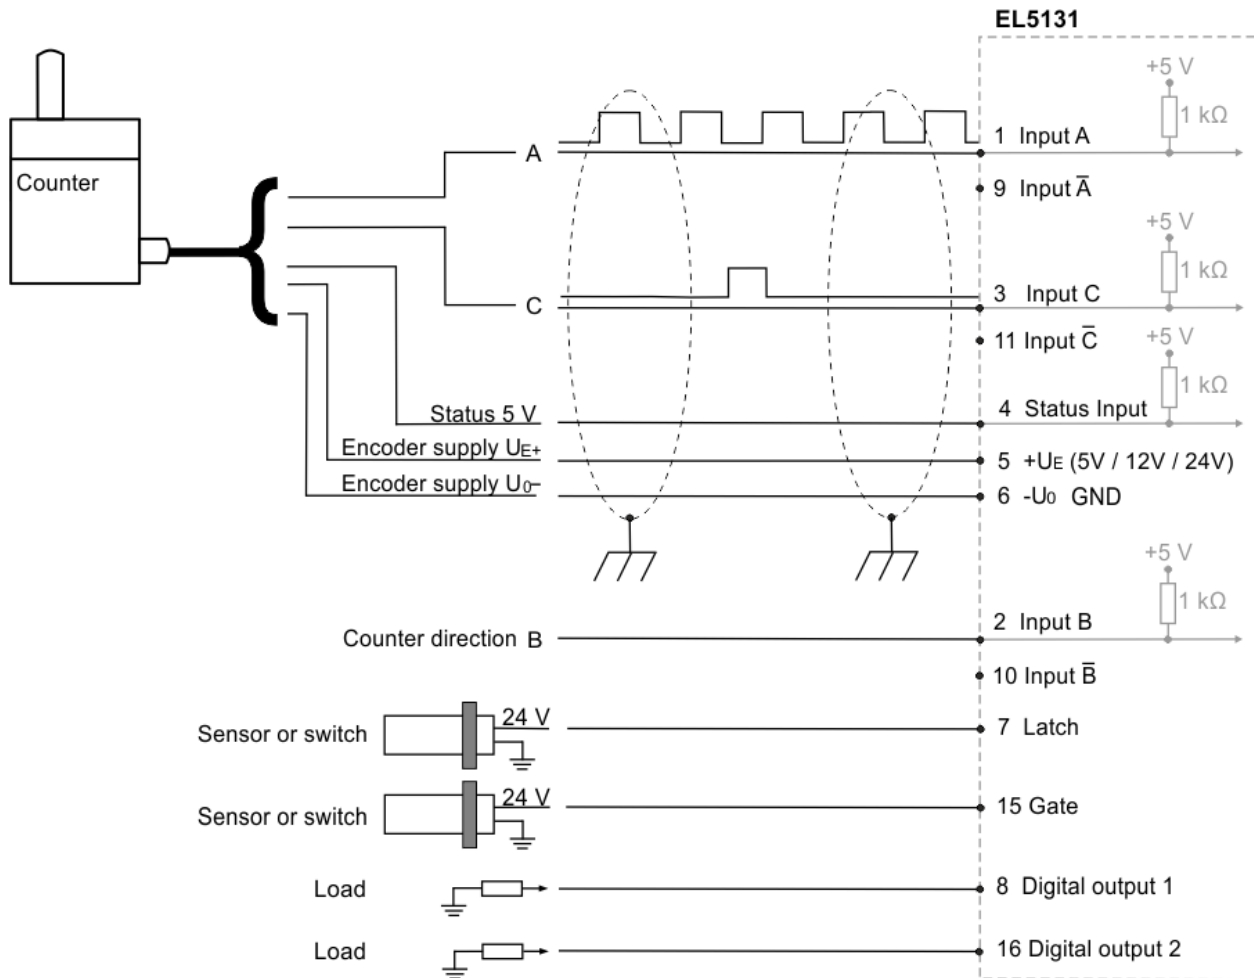 EL5131
+5 V
1 kΩ
A
1 Input A
Counter
9 Input A̅
+5 V
1 kΩ
C
3 Input C
+5 V
11 Input C̅
1 kΩ
Status 5 V
4 Status Input
Encoder supply UE+
5 +UE (5V / 12V / 24V)
Encoder supply U0-
6 -U0 GND
+5 V
1 kΩ
2 Input B
Counter direction B
10 Input B̅
24 V
Sensor or switch
7 Latch
24 V
Sensor or switch
15 Gate
Load
8 Digital output 1
Load
16 Digital output 2